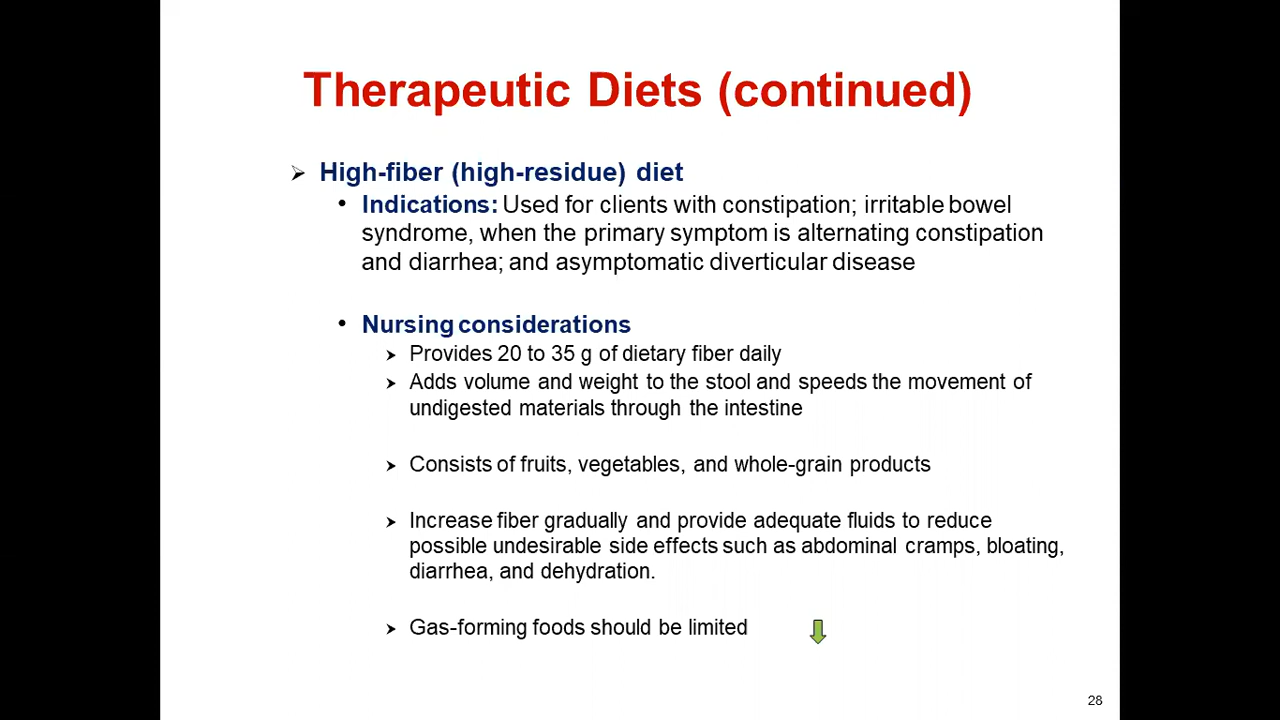 Therapeutic Diets (continued)
High-fiber (high-residue) diet
Indications: Used for clients with constipation; irritable bowel
syndrome, when the primary symptom is alternating constipation
and diarrhea; and asymptomatic diverticular disease
Nursing considerations
Provides 20 to 35 g of dietary fiber daily
Adds volume and weight to the stool and speeds the movement of
undigested materials through the intestine
Consists of fruits, vegetables, and whole-grain products
Increase fiber gradually and provide adequate fluids to reduce
possible undesirable side effects such as abdominal cramps, bloating,
diarrhea, and dehydration.
Gas-forming foods should be limited
28